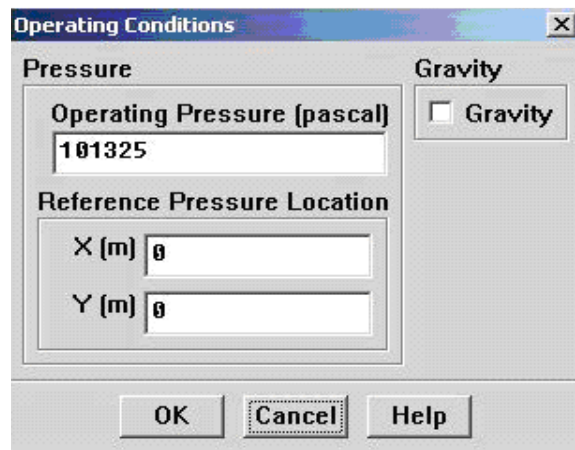 Operating Conditions
Pressure
Operating Pressure (pascal)
101325
Reference Pressure Location
X (m) 0
Y (m) 0
Gravity
Gravity
OK Cancel Help